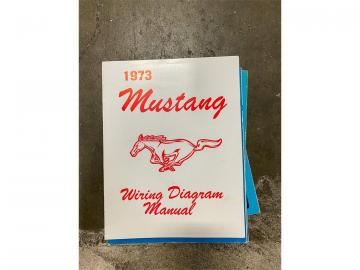 1973
Mustang
Wiring Diagram
Manual